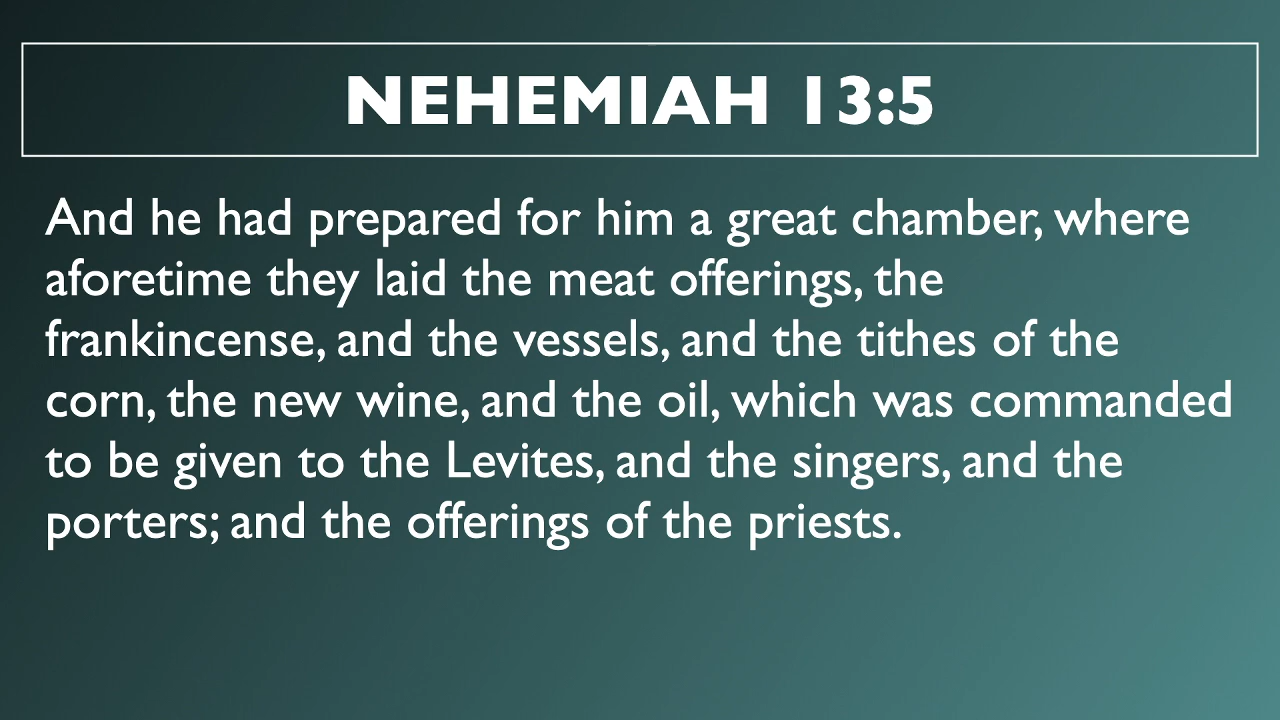 NEHEMIAH 13:5
And he had prepared for him a great chamber, where
aforetime they laid the meat offerings, the
frankincense, and the vessels, and the tithes of the
corn, the new wine, and the oil, which was commanded
to be given to the Levites, and the singers, and the
porters; and the offerings of the priests.